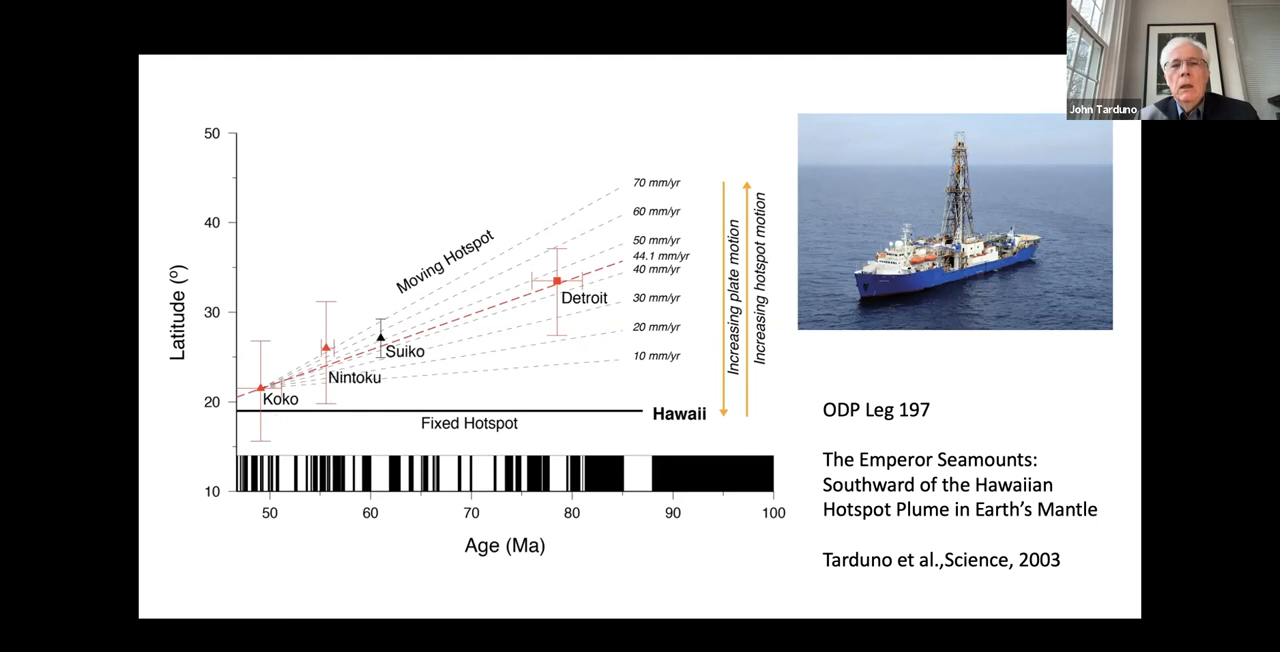 John Tarduno
50
40
30
20
10
Latitude (º)
Moving Hotspot
70 mm/yr
60 mm/yr
50 mm/yr
44.1 mm/yr
40 mm/yr
30 mm/yr
20 mm/yr
10 mm/yr
Detroit
Suiko
Nintoku
Koko
Fixed Hotspot
Hawaii
Increasing plate motion
Increasing hotspot motion
50
60
70
80
90
100
Age (Ma)
ODP Leg 197
The Emperor Seamounts:
Southward of the Hawaiian
Hotspot Plume in Earth’s Mantle
Tarduno et al.,Science, 2003